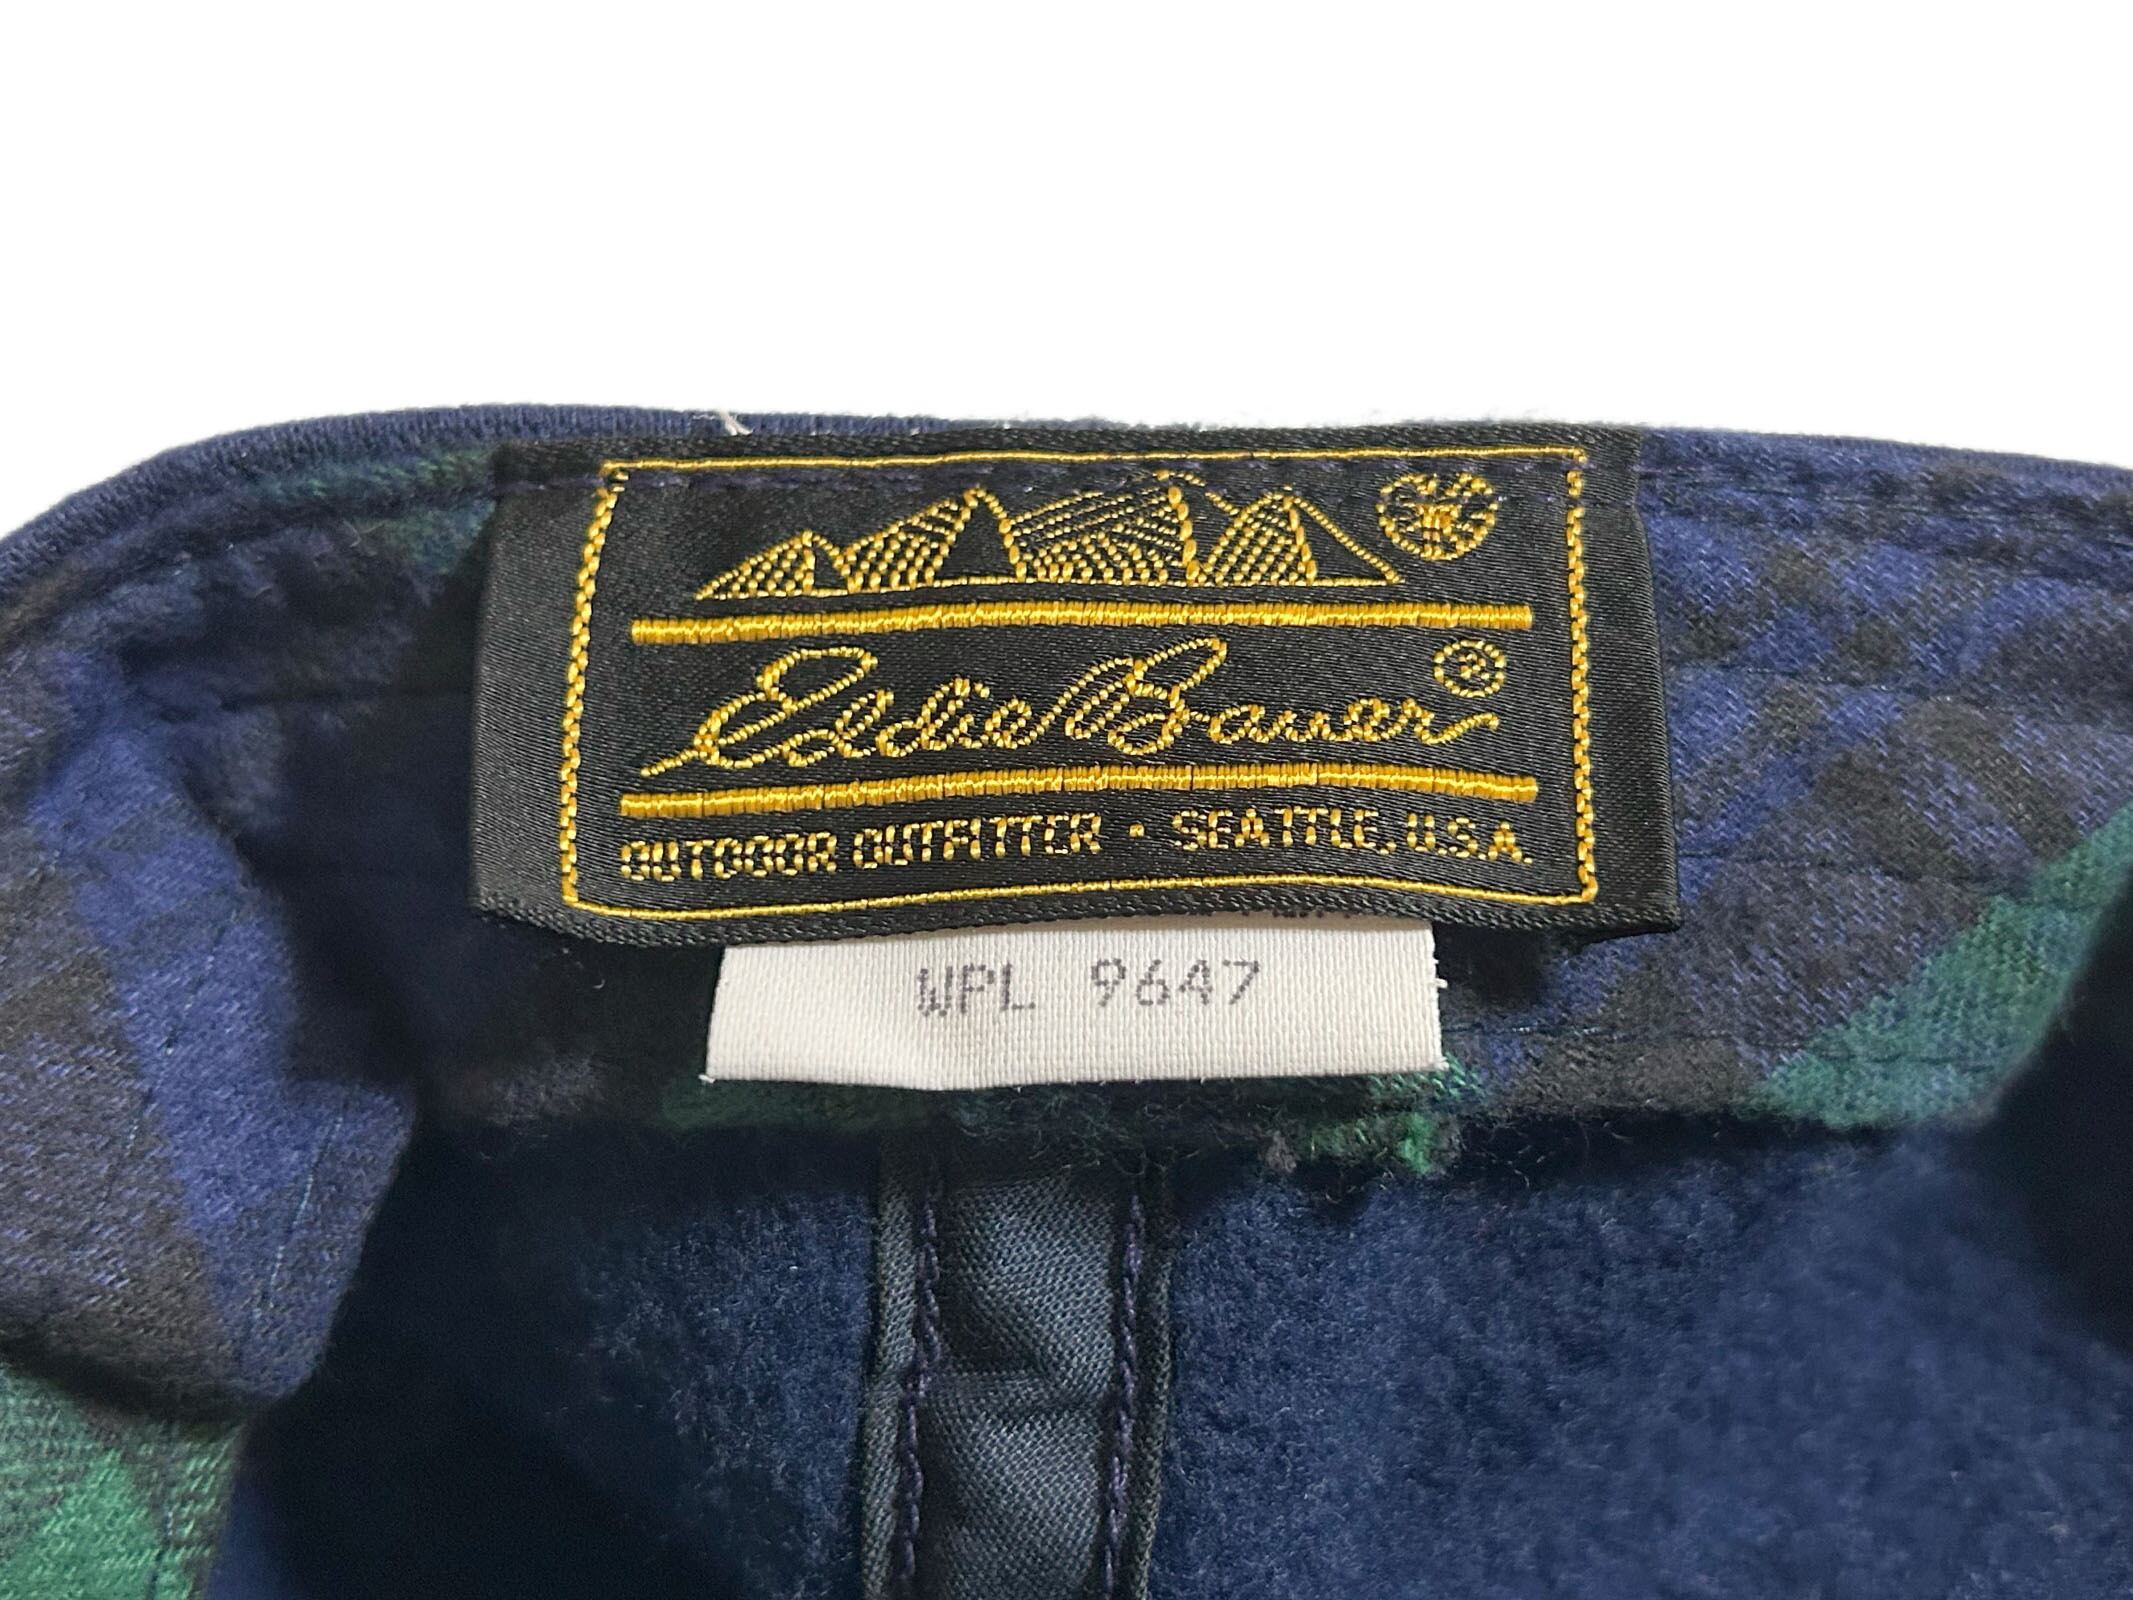 Eddie Bauer®
OUTDOOR OUTFITTER · SEATTLE, U.S.A.
WPL 9647